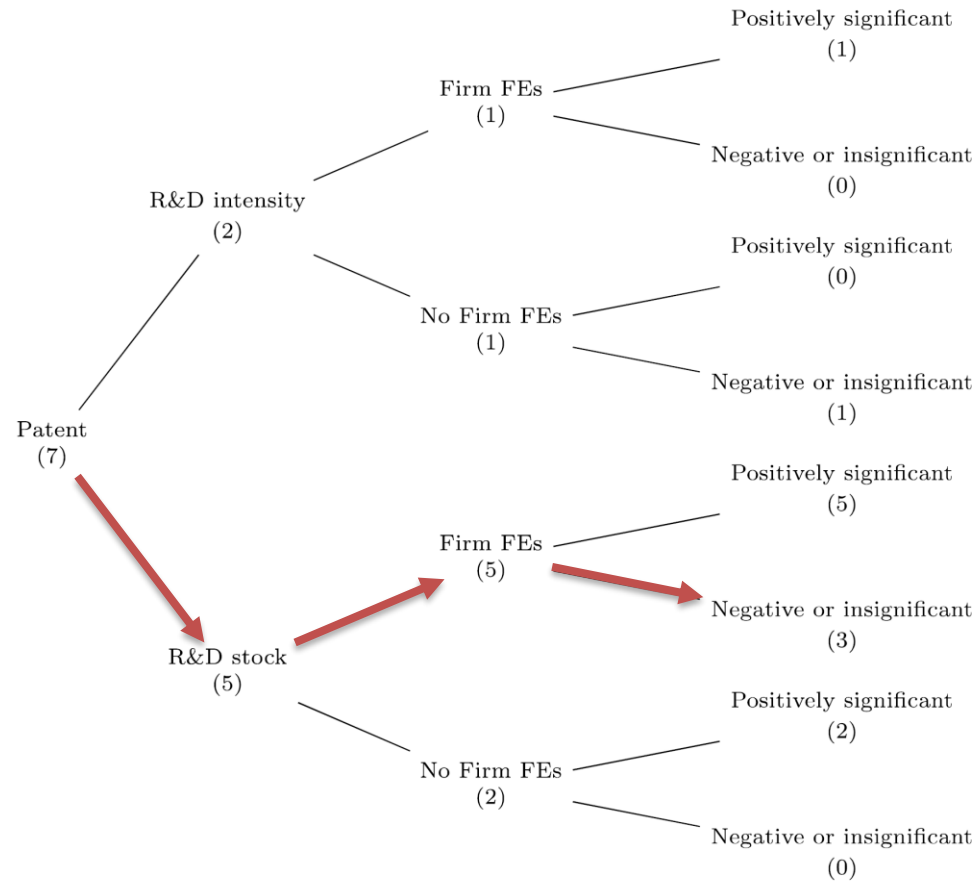 Positively significant
(1)
Firm FEs
(1)
Negative or insignificant
(0)
R&D intensity
(2)
Positively significant
(0)
No Firm FEs
(1)
Negative or insignificant
(1)
Patent
(7)
Positively significant
(5)
Firm FEs
(5)
Negative or insignificant
(3)
R&D stock
(5)
Positively significant
(2)
No Firm FEs
(2)
Negative or insignificant
(0)